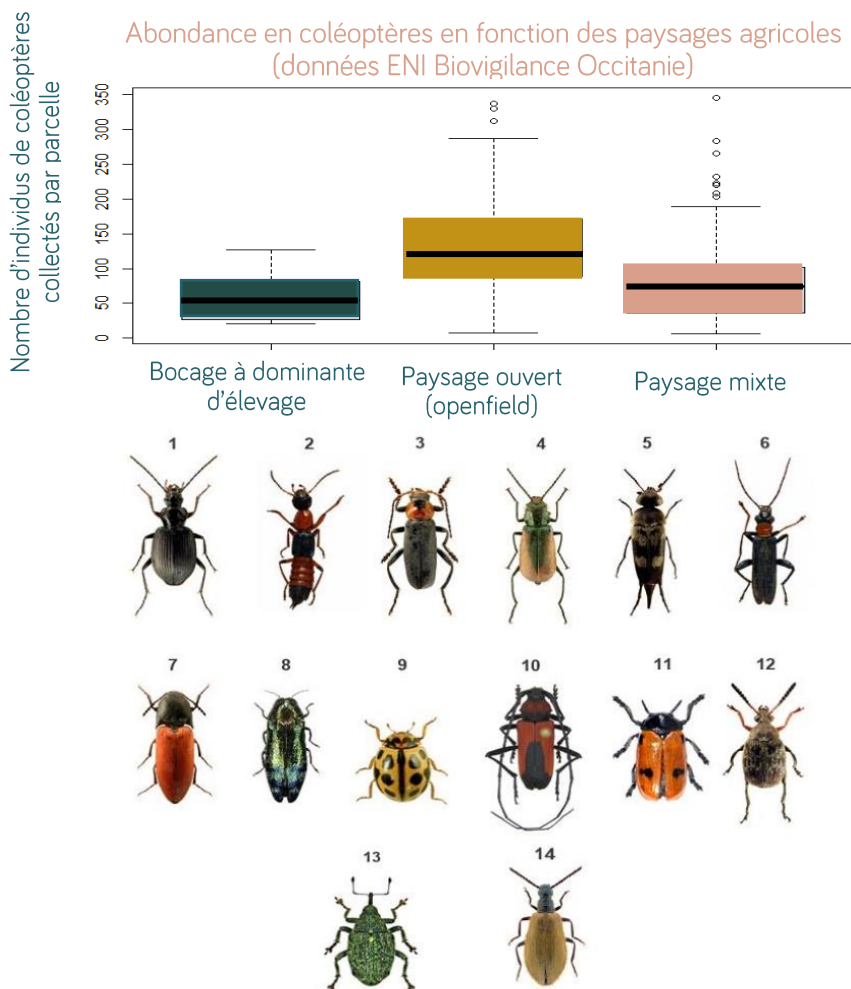 Abondance en coléoptères en fonction des paysages agricoles
(données ENI Biovigilance Occitanie)
Nombre d'individus de coléoptères
collectés par parcelle
350
300
250
200
150
100
50
0
Bocage à dominante
d'élevage
Paysage ouvert
(openfield)
Paysage mixte
1 2 3 4 5 6
7 8 9 10 11 12
13 14